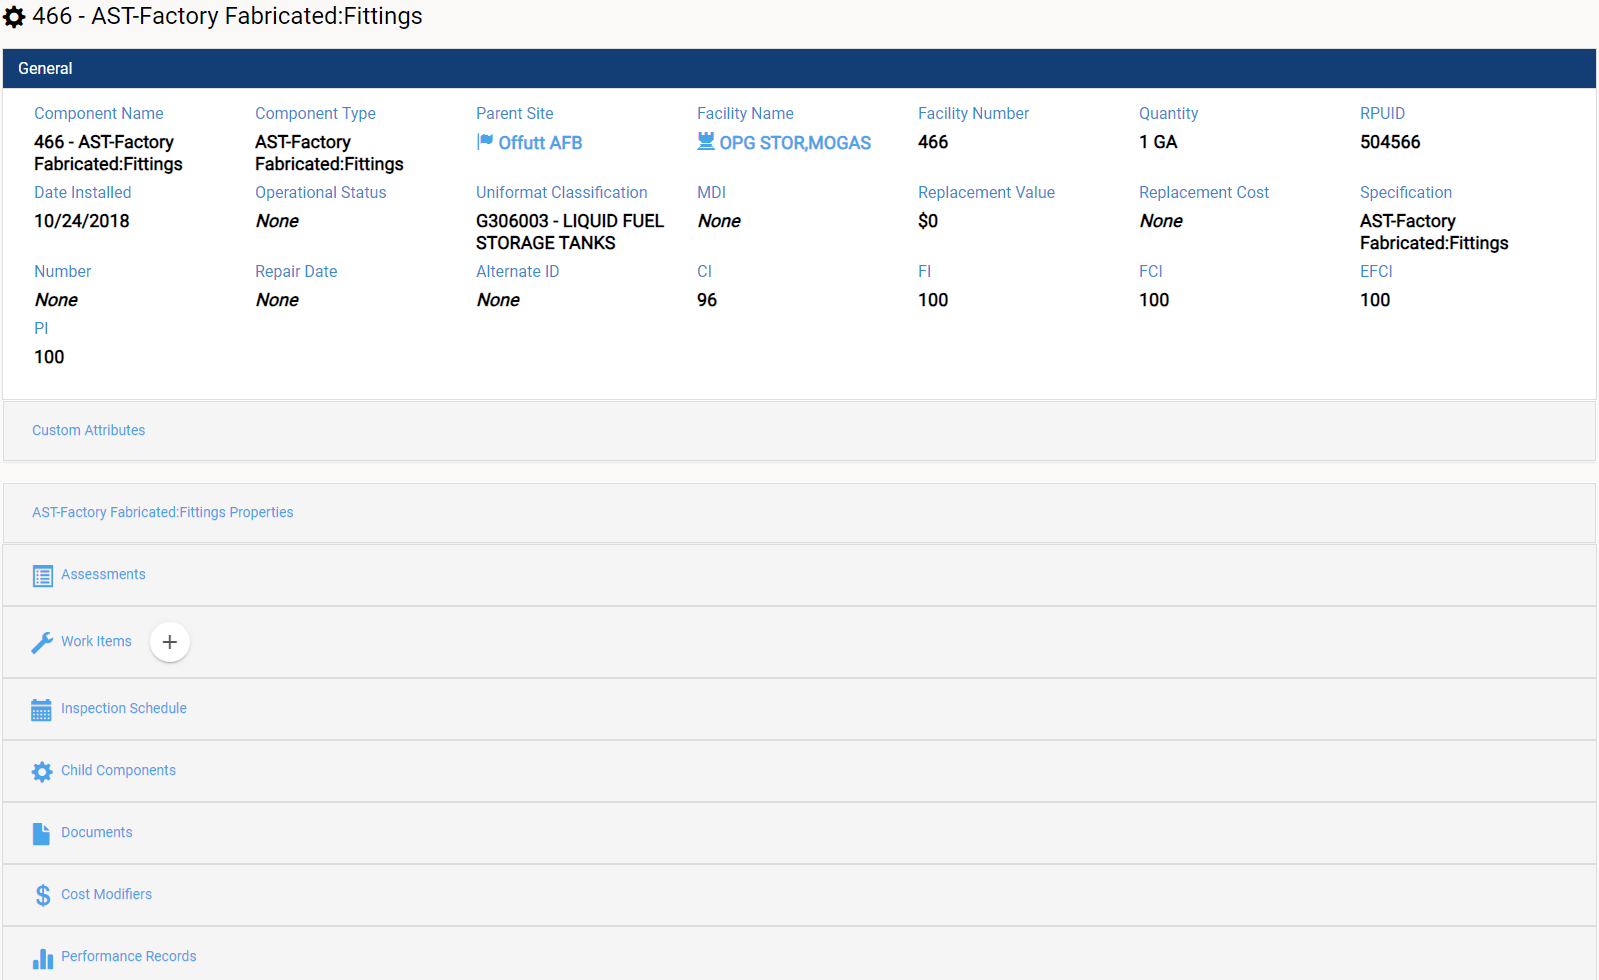 466 - AST-Factory Fabricated:Fittings
General
Component Name
466 - AST-Factory
Fabricated:Fittings
Component Type
AST-Factory
Fabricated:Fittings
Parent Site
Offutt AFB
Facility Name
OPG STOR,MOGAS
Facility Number
466
Quantity
1 GA
RPUID
504566
Date Installed
10/24/2018
Operational Status
None
Uniformat Classification
G306003 - LIQUID FUEL
STORAGE TANKS
MDI
None
Replacement Value
$0
Replacement Cost
None
Specification
AST-Factory
Fabricated:Fittings
Number
None
Repair Date
None
Alternate ID
None
CI
96
FI
100
FCI
100
EFCI
100
PI
100
Custom Attributes
AST-Factory Fabricated:Fittings Properties
Assessments
Work Items
Inspection Schedule
Child Components
Documents
Cost Modifiers
Performance Records